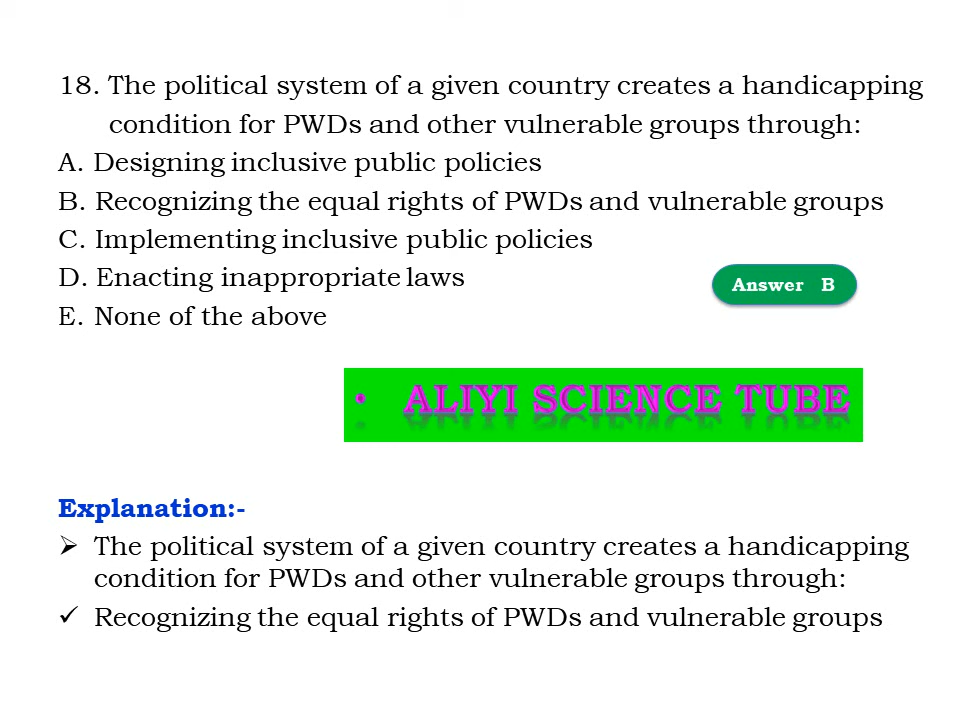 18. The political system of a given country creates a handicapping
condition for PWDs and other vulnerable groups through:
A. Designing inclusive public policies
B. Recognizing the equal rights of PWDs and vulnerable groups
C. Implementing inclusive public policies
D. Enacting inappropriate laws
Answer B
E. None of the above
• ALIYI SCIENCE TUBE
Explanation:-
➢ The political system of a given country creates a handicapping
condition for PWDs and other vulnerable groups through:
✓ Recognizing the equal rights of PWDs and vulnerable groups